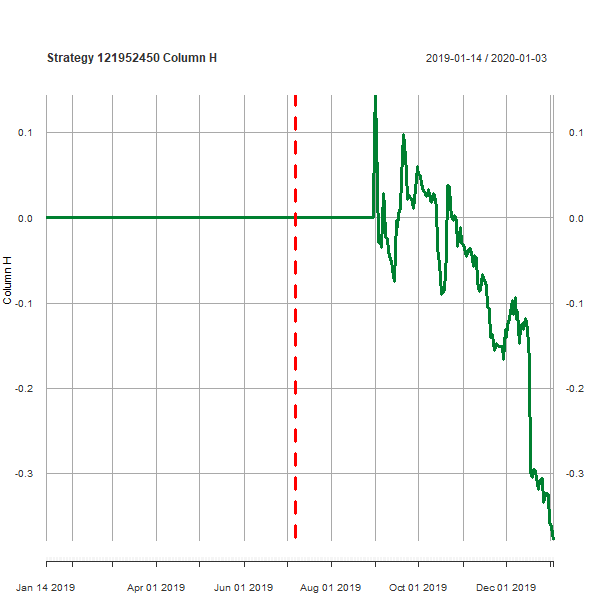 Strategy 121952450 Column H
2019-01-14 / 2020-01-03
0.1 0.1
0.0 0.0
Column H
-0.1 -0.1
-0.2 -0.2
-0.3 -0.3
Jan 14 2019 Apr 01 2019 Jun 01 2019 Aug 01 2019 Oct 01 2019 Dec 01 2019